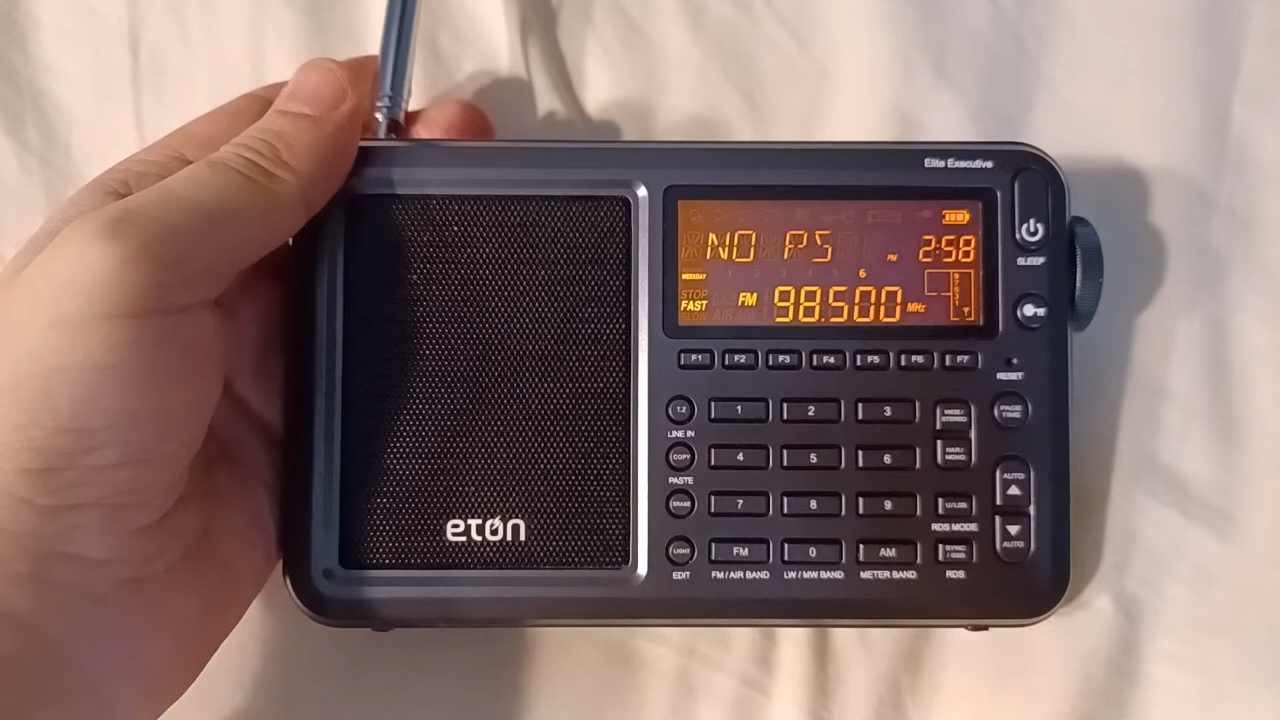 Elite Executive
NO PS PM 2:58
WEEKDAY 1 2 3 4 5 6
STOP
FAST FM 98.500 MHz
SLOW AIR
97531
SLEEP
F1 F2 F3 F4 F5 F6 F7
RESET
T.Z 1 2 3 WIDE/STEREO PAGE TIME
LINE IN
COPY 4 5 6 NAR/MONO
PASTE
ERASE 7 8 9 U/LSB AUTO
RDS MODE
LIGHT FM 0 AM SYNC AUTO
EDIT FM / AIR BAND LW / MW BAND METER BAND RDS
etón